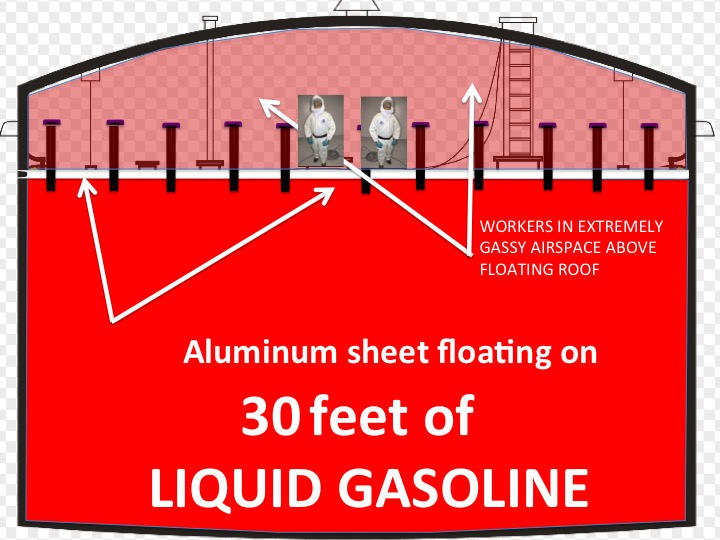 WORKERS IN EXTREMELY
GASSY AIRSPACE ABOVE
FLOATING ROOF
Aluminum sheet floating on
30 feet of
LIQUID GASOLINE